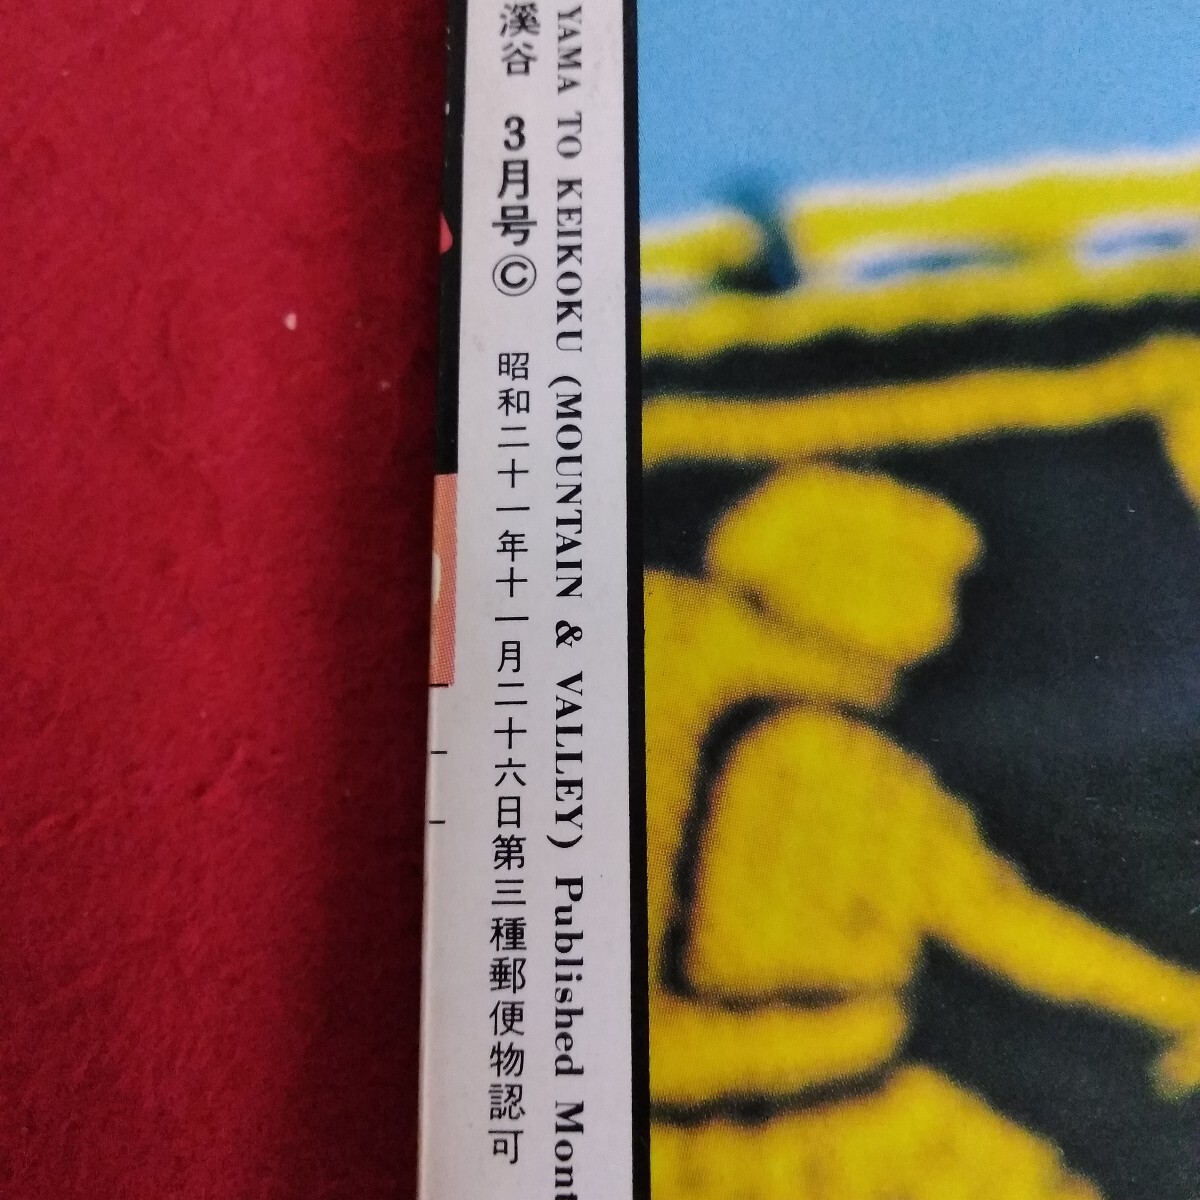 溪谷 3月号© 昭和二十一年十一月二十六日第三種郵便物認可
YAMA TO KEIKOKU (MOUNTAIN & VALLEY) Published Mont